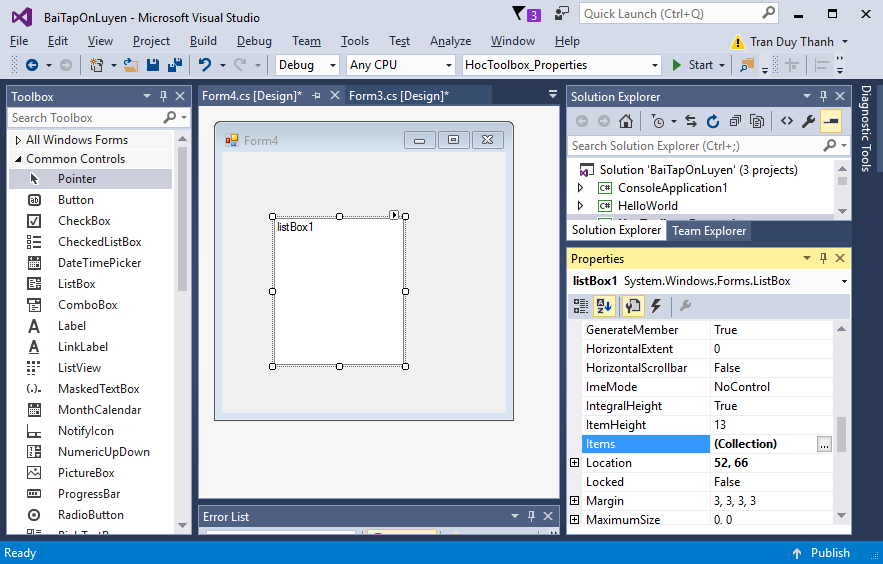 BaiTapOnLuyen - Microsoft Visual Studio
3
Quick Launch (Ctrl+Q)
File Edit View Project Build Debug Team Tools Test Analyze Window Help
Tran Duy Thanh
Debug Any CPU HocToolbox_Properties Start
Toolbox
Search Toolbox
All Windows Forms
Common Controls
Pointer
Button
CheckBox
CheckedListBox
DateTimePicker
ListBox
ComboBox
Label
LinkLabel
ListView
MaskedTextBox
MonthCalendar
NotifyIcon
NumericUpDown
PictureBox
ProgressBar
RadioButton
Form4.cs [Design]* Form3.cs [Design]*
Form4
listBox1
Error List
Solution Explorer
Search Solution Explorer (Ctrl+;)
Solution 'BaiTapOnLuyen' (3 projects)
ConsoleApplication1
HelloWorld
Solution Explorer Team Explorer
Properties
listBox1 System.Windows.Forms.ListBox
GenerateMember True
HorizontalExtent 0
HorizontalScrollbar False
ImeMode NoControl
IntegralHeight True
ItemHeight 13
Items (Collection) ...
Location 52, 66
Locked False
Margin 3, 3, 3, 3
MaximumSize 0, 0
Diagnostic Tools
Ready
Publish